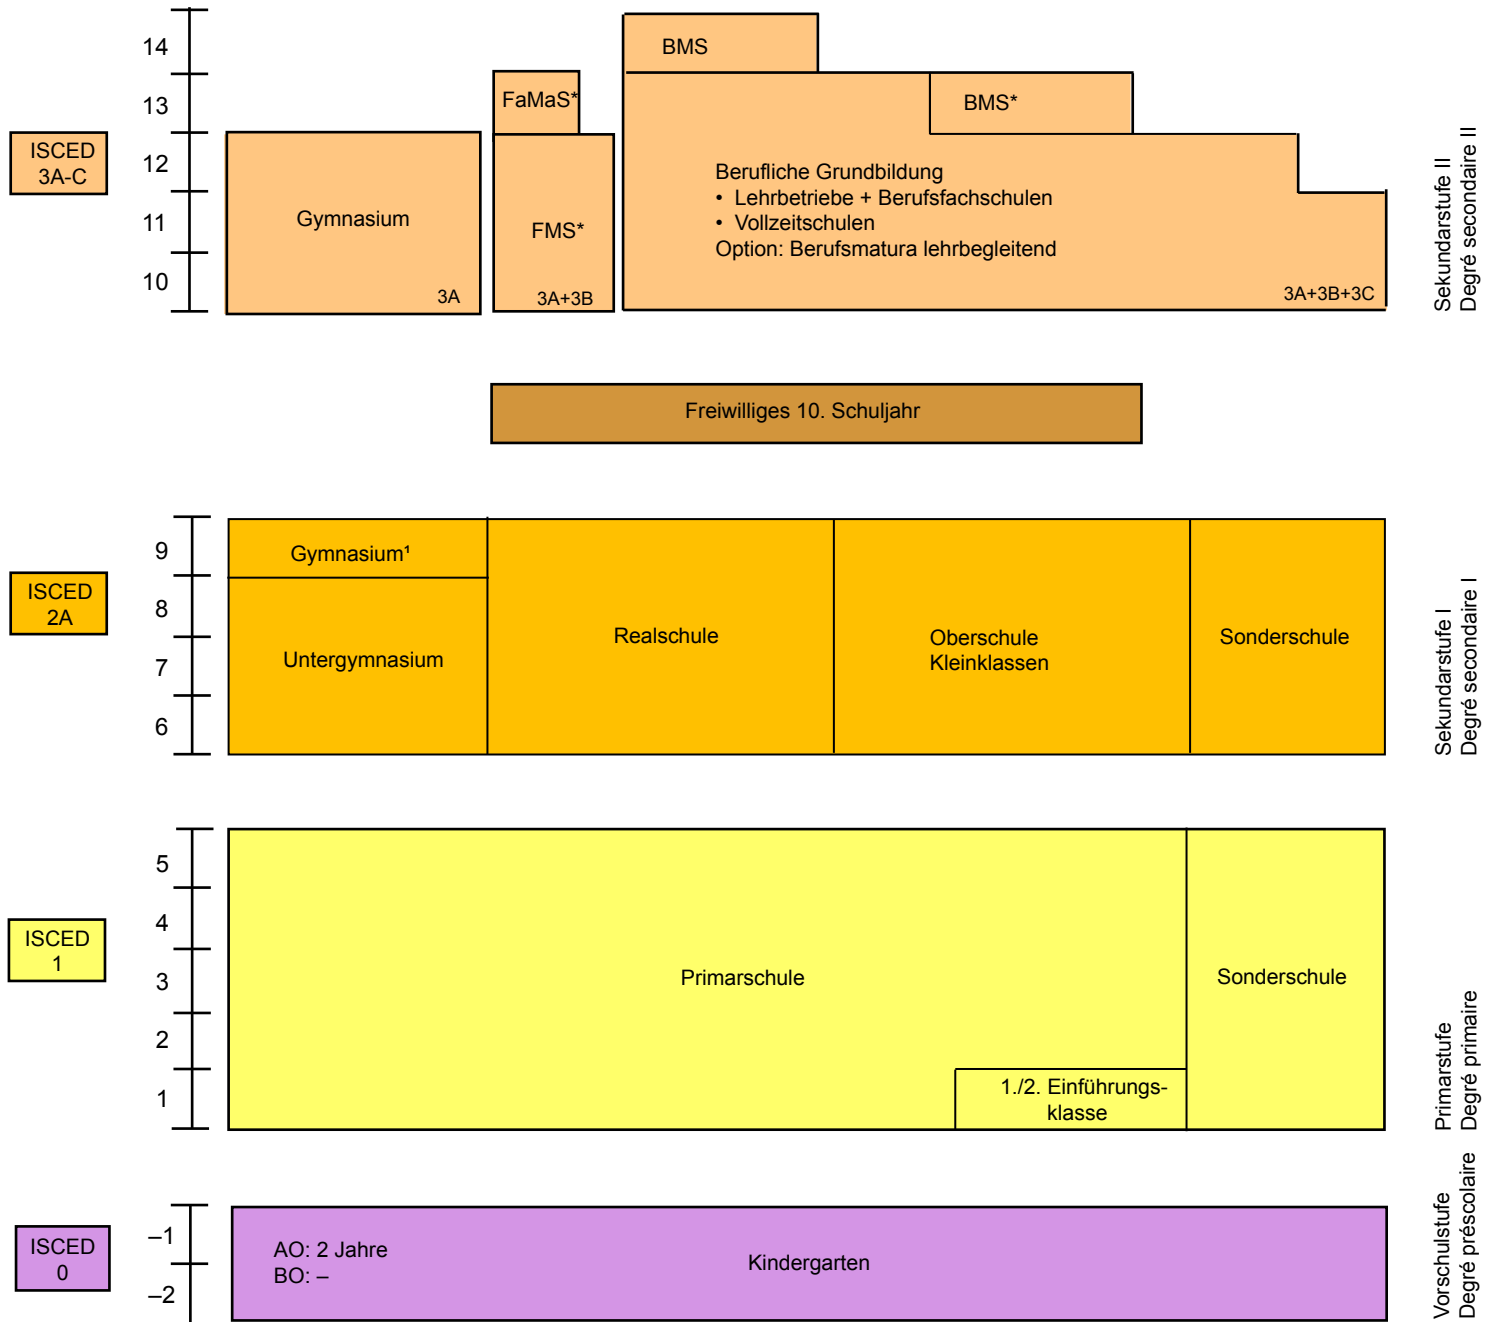 14
BMS
13
FaMaS*
BMS*
ISCED
3A-C
12
11
10
Gymnasium
3A
FMS*
3A+3B
Berufliche Grundbildung
• Lehrbetriebe + Berufsfachschulen
• Vollzeitschulen
Option: Berufsmatura lehrbegleitend
3A+3B+3C
Sekundarstufe II
Degré secondaire II
Freiwilliges 10. Schuljahr
ISCED
2A
9
8
7
6
Gymnasium¹
Untergymnasium
Realschule
Oberschule
Kleinklassen
Sonderschule
Sekundarstufe I
Degré secondaire I
ISCED
1
5
4
3
2
1
Primarschule
1./2. Einführungs-
klasse
Sonderschule
Primarstufe
Degré primaire
ISCED
0
–1
–2
AO: 2 Jahre
BO: –
Kindergarten
Vorschulstufe
Degré préscolaire